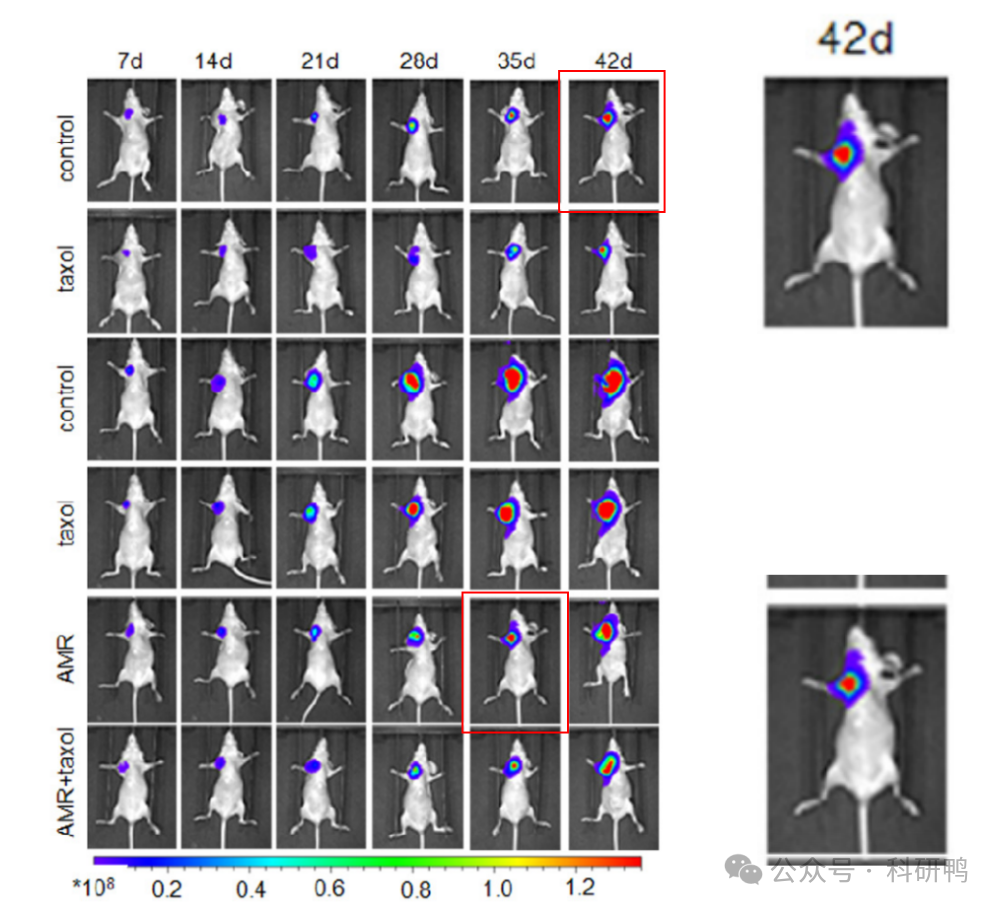 7d 14d 21d 28d 35d 42d
42d
control
taxol
control
taxol
AMR
AMR+taxol
*10⁸ 0.2 0.4 0.6 0.8 1.0 1.2
公众号 · 科研鸭